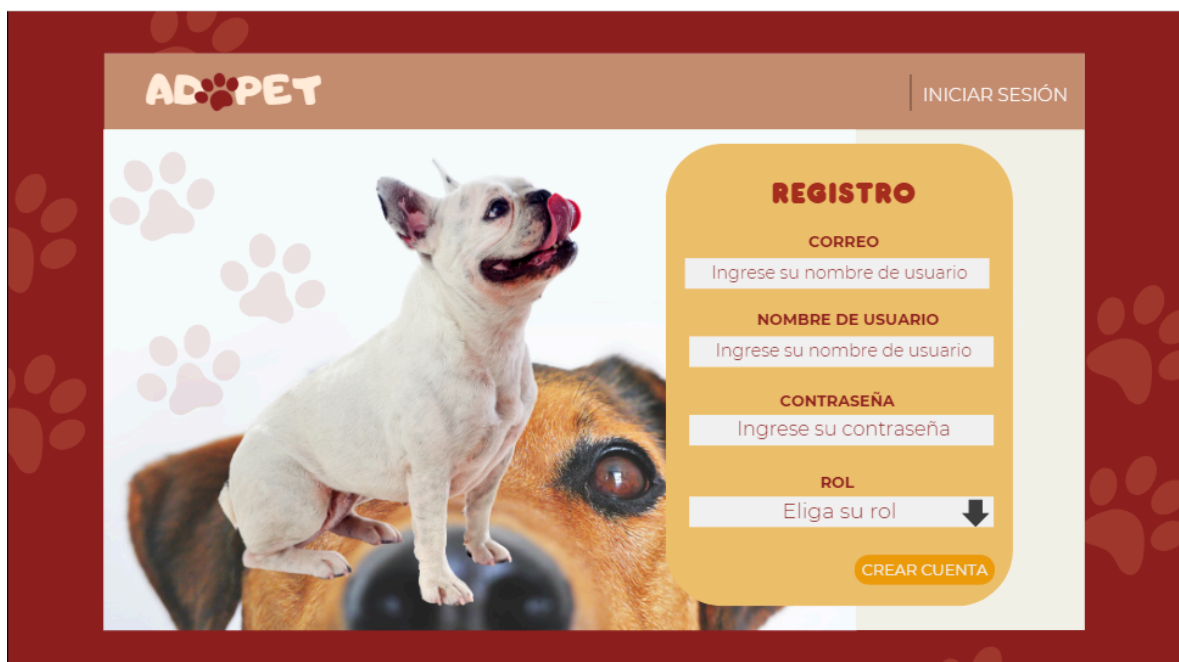 ADOPET
INICIAR SESIÓN
REGISTRO
CORREO
Ingrese su nombre de usuario
NOMBRE DE USUARIO
Ingrese su nombre de usuario
CONTRASEÑA
Ingrese su contraseña
ROL
Eliga su rol
CREAR CUENTA